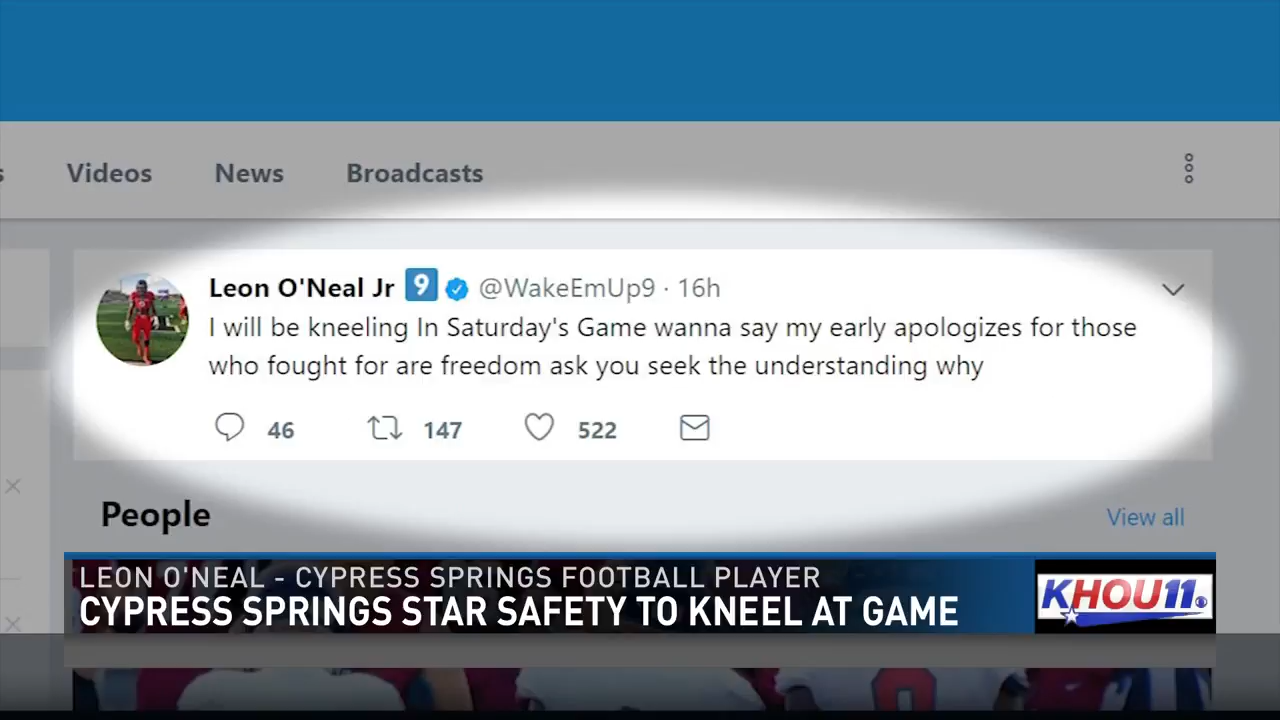 Videos News Broadcasts
Leon O'Neal Jr 9 @WakeEmUp9 · 16h
I will be kneeling In Saturday's Game wanna say my early apologizes for those
who fought for are freedom ask you seek the understanding why
46 147 522
People View all
LEON O'NEAL - CYPRESS SPRINGS FOOTBALL PLAYER
CYPRESS SPRINGS STAR SAFETY TO KNEEL AT GAME
KHOU11